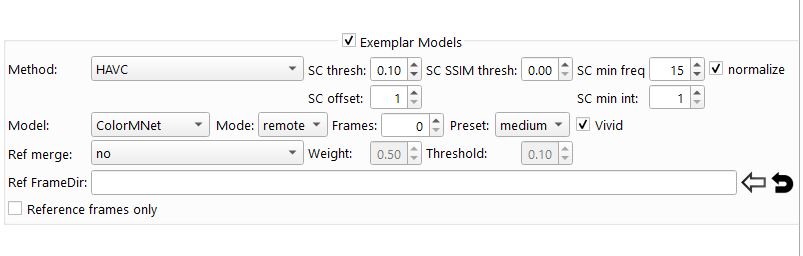 Exemplar Models
Method: HAVC SC thresh: 0.10 SC SSIM thresh: 0.00 SC min freq 15 normalize
SC offset: 1 SC min int: 1
Model: ColorMNet Mode: remote Frames: 0 Preset: medium Vivid
Ref merge: no Weight: 0.50 Threshold: 0.10
Ref FrameDir:
Reference frames only